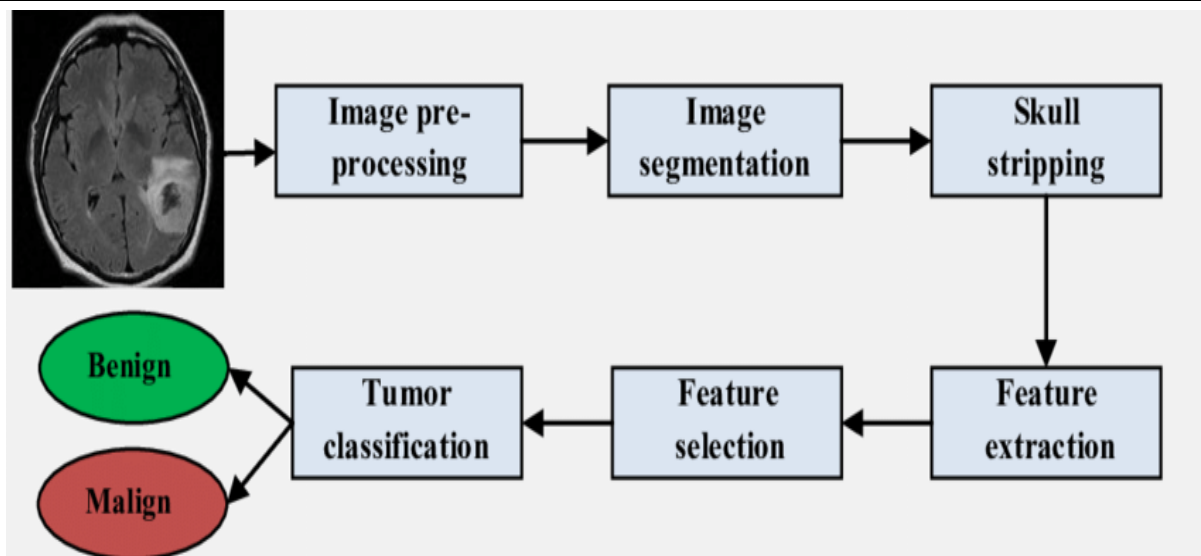 Image pre-
processing
Image
segmentation
Skull
stripping
Feature
extraction
Feature
selection
Tumor
classification
Benign
Malign